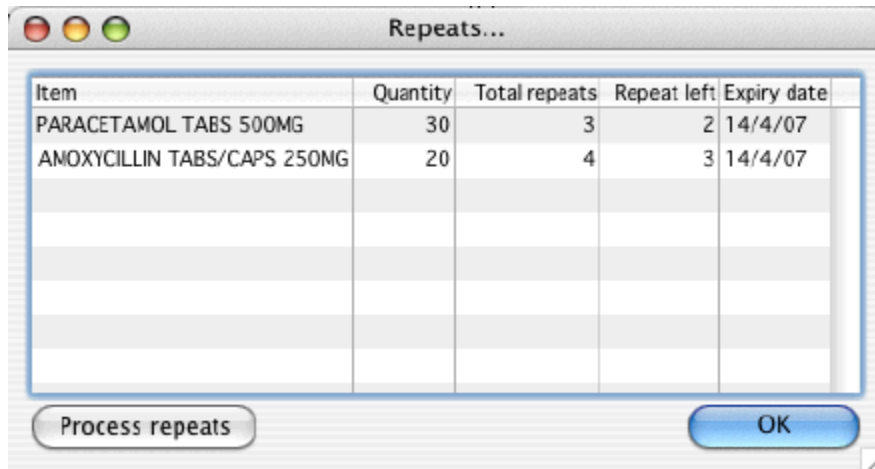 Repeats...
Item Quantity Total repeats Repeat left Expiry date
PARACETAMOL TABS 500MG 30 3 2 14/4/07
AMOXYCILLIN TABS/CAPS 250MG 20 4 3 14/4/07
Process repeats OK